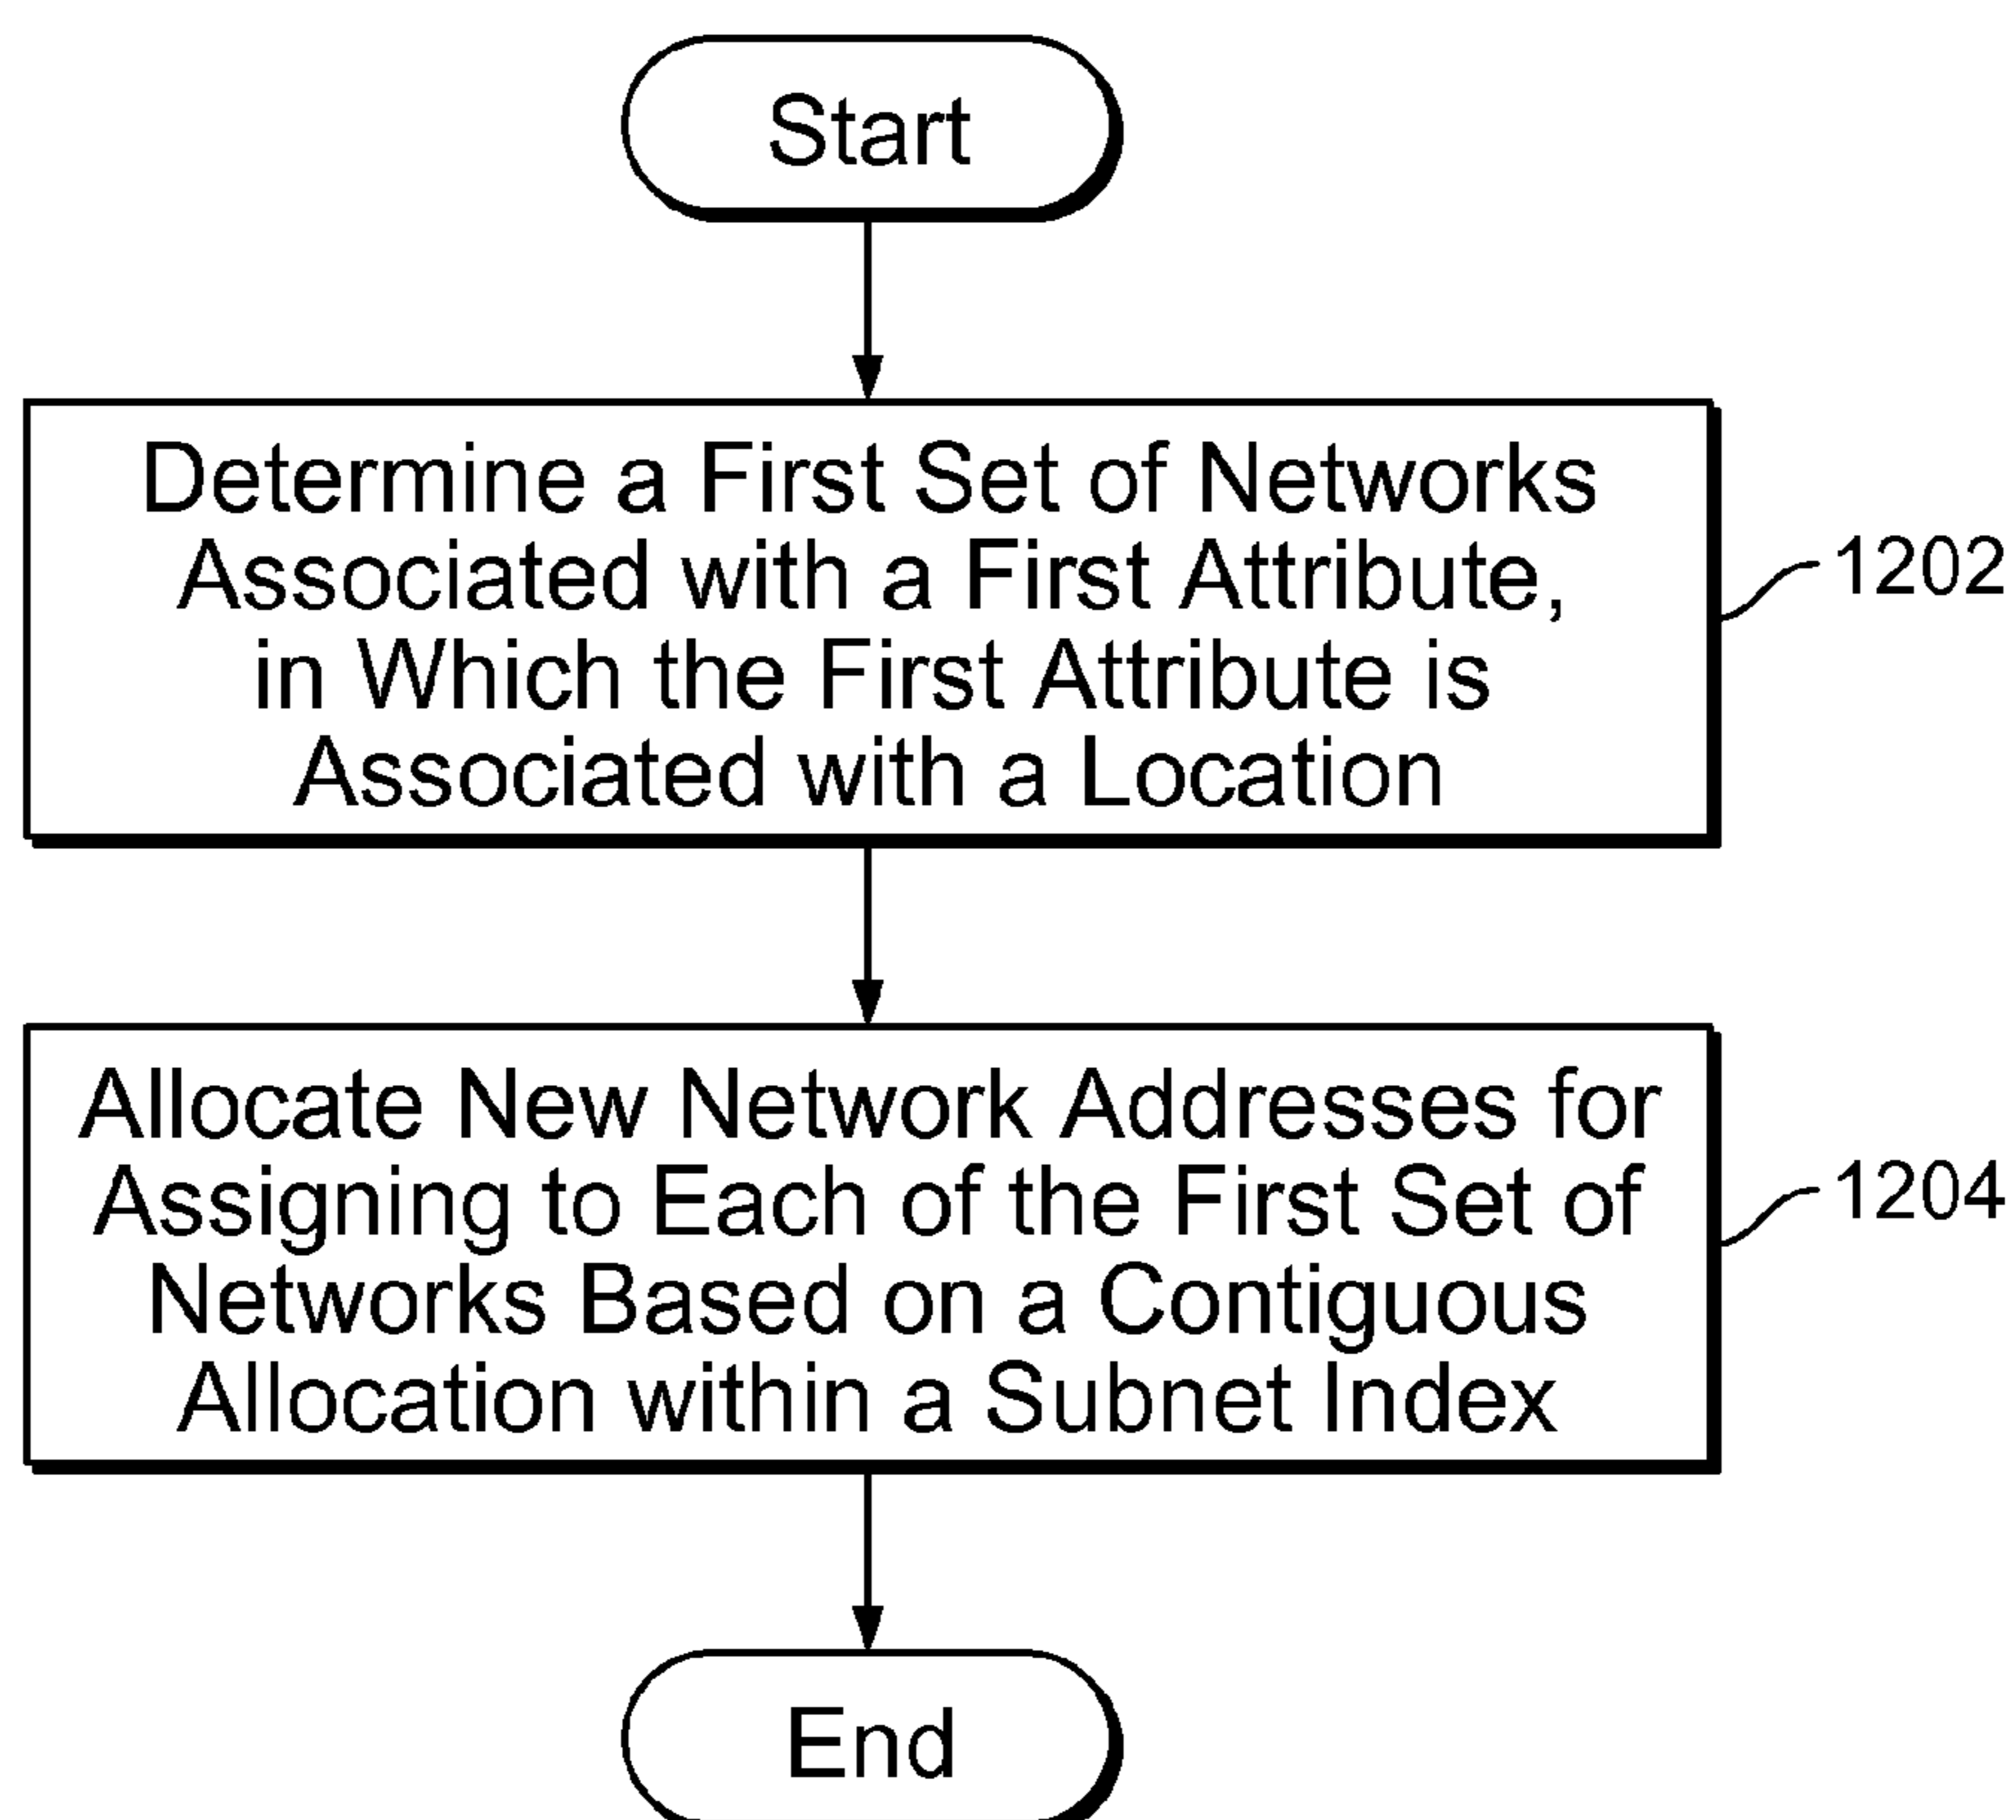 Start
Determine a First Set of Networks
Associated with a First Attribute,
in Which the First Attribute is
Associated with a Location
1202
Allocate New Network Addresses for
Assigning to Each of the First Set of
Networks Based on a Contiguous
Allocation within a Subnet Index
1204
End